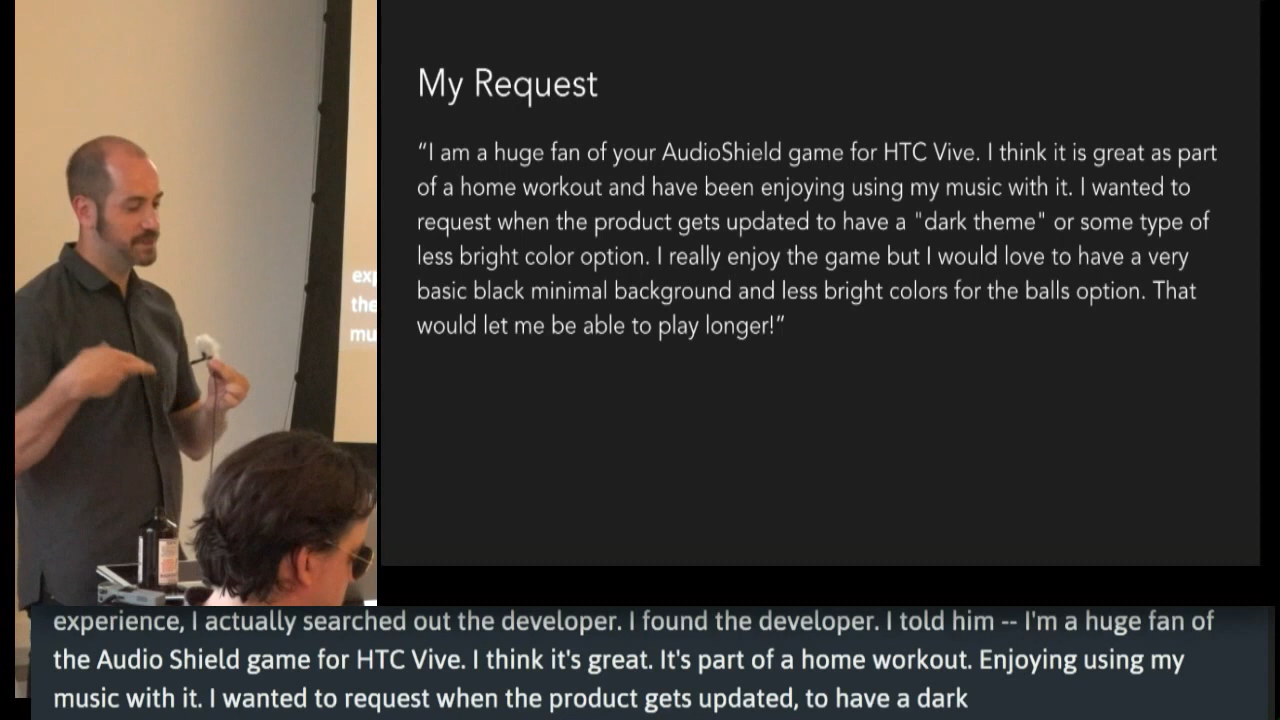 My Request
“I am a huge fan of your AudioShield game for HTC Vive. I think it is great as part
of a home workout and have been enjoying using my music with it. I wanted to
request when the product gets updated to have a "dark theme" or some type of
less bright color option. I really enjoy the game but I would love to have a very
basic black minimal background and less bright colors for the balls option. That
would let me be able to play longer!”
exp
the
mu
experience, I actually searched out the developer. I found the developer. I told him -- I'm a huge fan of
the Audio Shield game for HTC Vive. I think it's great. It's part of a home workout. Enjoying using my
music with it. I wanted to request when the product gets updated, to have a dark